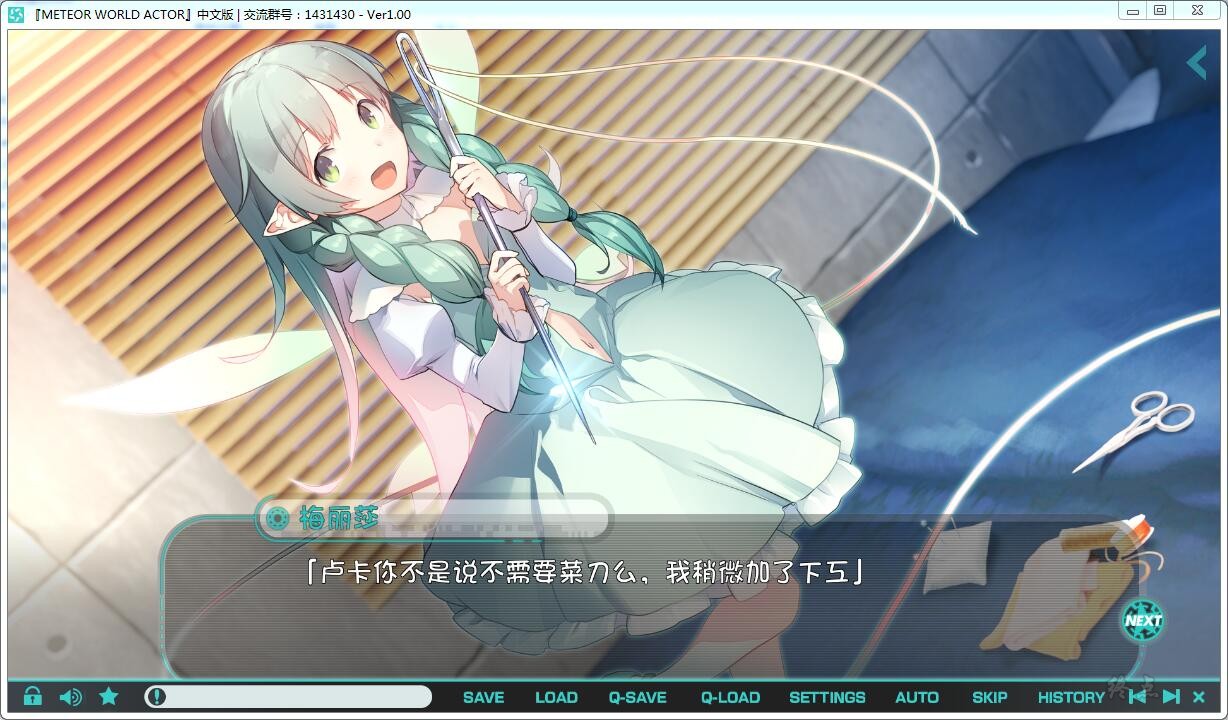 『METEOR WORLD ACTOR』中文版 | 交流群号：1431430 - Ver1.00
梅丽莎
「卢卡你不是说不需要菜刀么，我稍微加了下互」
NEXT
SAVE LOAD Q-SAVE Q-LOAD SETTINGS AUTO SKIP HISTORY